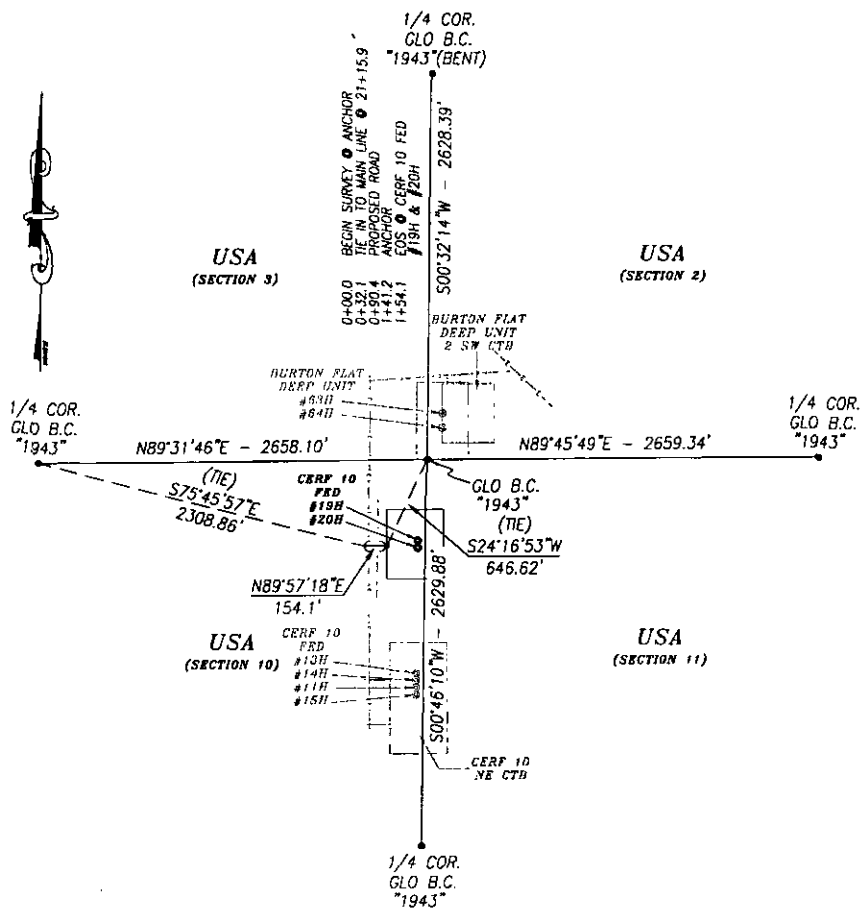 1/4 COR.
GLO B.C.
"1943"(BENT)
0+00.0 BEGIN SURVEY @ ANCHOR
0+32.1 TIE IN TO MAIN LINE @ 21+15.9'
0+90.4 PROPOSED ROAD
1+41.2 ANCHOR
1+54.1 EOS @ CERF 10 FED
#19H & #20H
S00°32'14"W - 2628.39'
USA
(SECTION 3)
USA
(SECTION 2)
BURTON FLAT
DEEP UNIT
2 SW CTB
BURTON FLAT
DEEP UNIT
#63H
#64H
1/4 COR.
GLO B.C.
"1943"
N89°31'46"E - 2658.10'
N89°45'49"E - 2659.34'
1/4 COR.
GLO B.C.
"1943"
(TIE)
S75°45'57"E
2308.86'
CERF 10
FED
#19H
#20H
GLO B.C.
"1943"
(TIE)
S24°16'53"W
646.62'
N89°57'18"E
154.1'
S00°46'10"W - 2629.88'
USA
(SECTION 10)
CERF 10
FED
#13H
#14H
#11H
#15H
USA
(SECTION 11)
CERF 10
NE CTB
1/4 COR.
GLO B.C.
"1943"